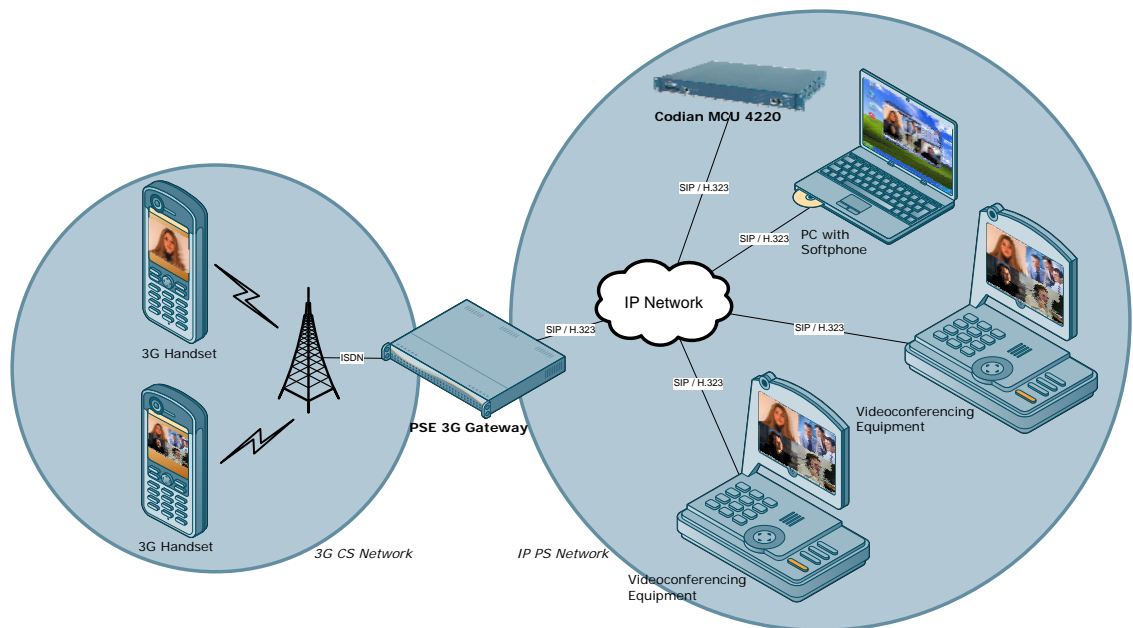 Codian MCU 4220
SIP / H.323
PC with
Softphone
SIP / H.323
IP Network
3G Handset
ISDN
SIP / H.323
SIP / H.323
PSE 3G Gateway
SIP / H.323
Videoconferencing
Equipment
3G Handset
3G CS Network
IP PS Network
Videoconferencing
Equipment